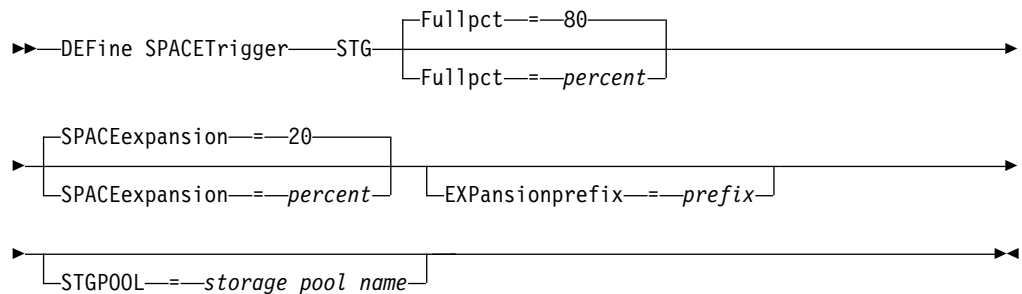 Fullpct = 80
DEFine SPACETrigger STG
Fullpct = percent
SPACEexpansion = 20
SPACEexpansion = percent
EXPansionprefix = prefix
STGPOOL = storage pool name